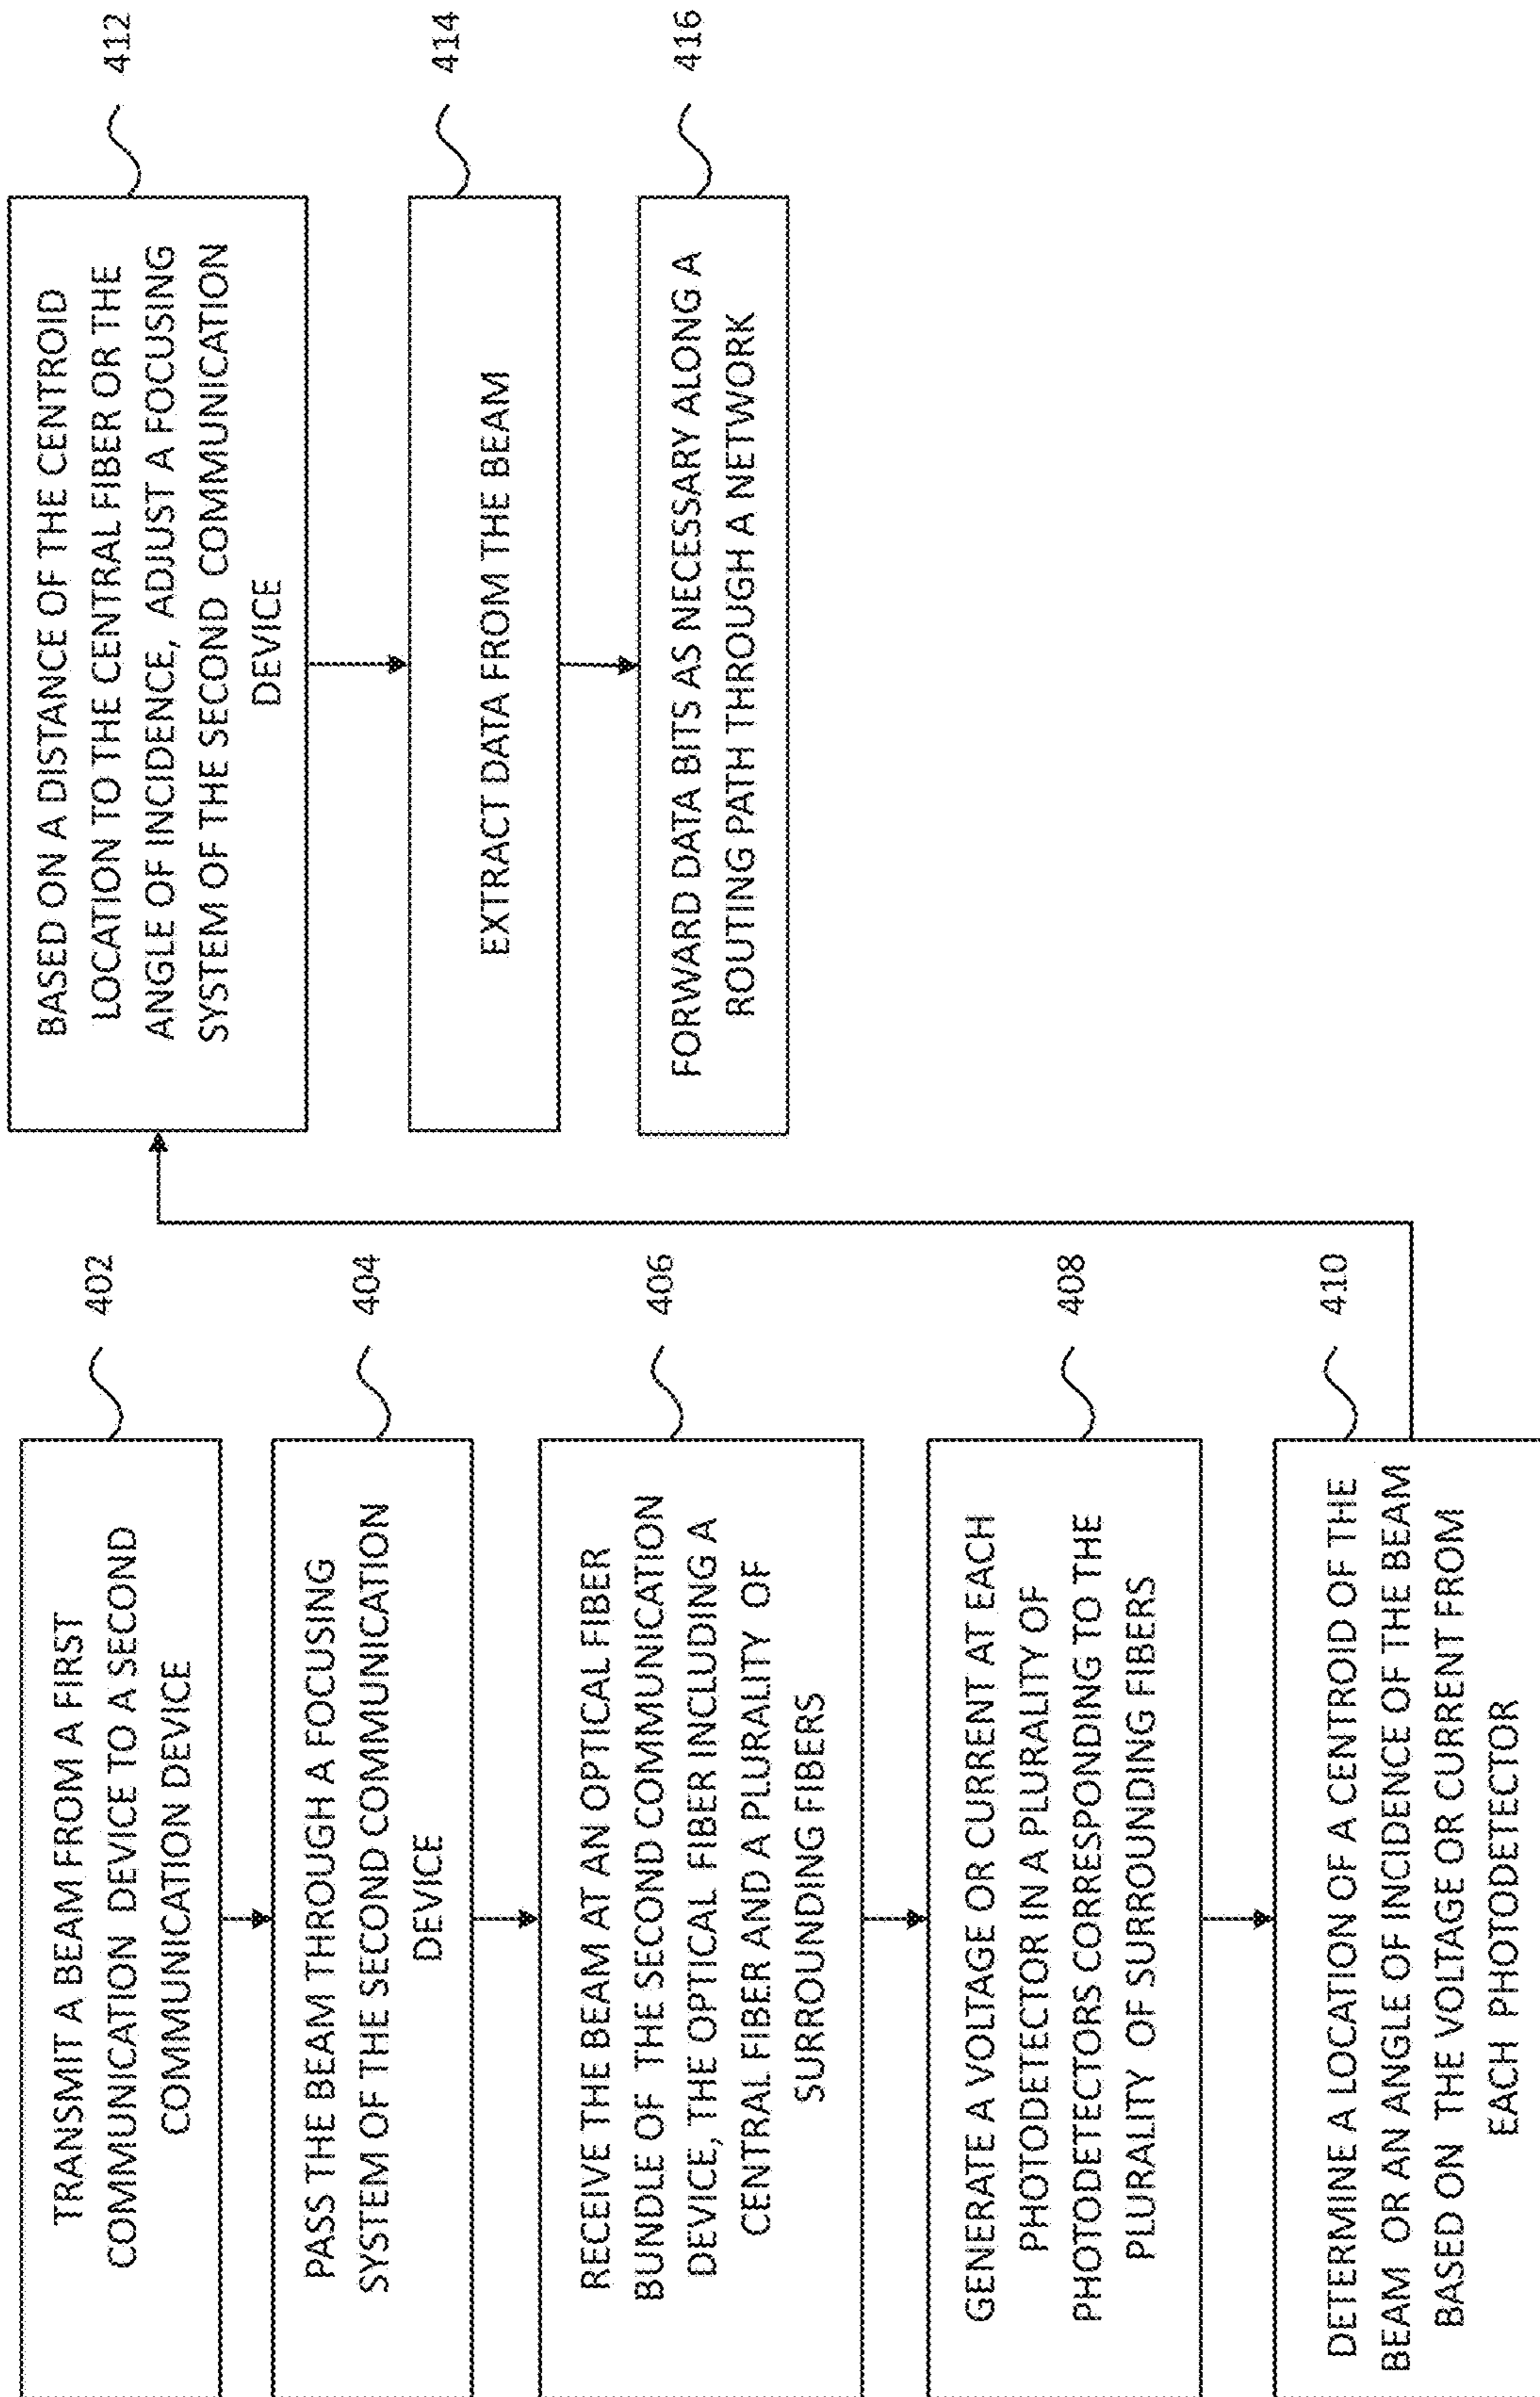 TRANSMIT A BEAM FROM A FIRST
COMMUNICATION DEVICE TO A SECOND
COMMUNICATION DEVICE
402
PASS THE BEAM THROUGH A FOCUSING
SYSTEM OF THE SECOND COMMUNICATION
DEVICE
404
RECEIVE THE BEAM AT AN OPTICAL FIBER
BUNDLE OF THE SECOND COMMUNICATION
DEVICE, THE OPTICAL FIBER INCLUDING A
CENTRAL FIBER AND A PLURALITY OF
SURROUNDING FIBERS
406
GENERATE A VOLTAGE OR CURRENT AT EACH
PHOTODETECTOR IN A PLURALITY OF
PHOTODETECTORS CORRESPONDING TO THE
PLURALITY OF SURROUNDING FIBERS
408
DETERMINE A LOCATION OF A CENTROID OF THE
BEAM OR AN ANGLE OF INCIDENCE OF THE BEAM
BASED ON THE VOLTAGE OR CURRENT FROM
EACH PHOTODETECTOR
410
BASED ON A DISTANCE OF THE CENTROID
LOCATION TO THE CENTRAL FIBER OR THE
ANGLE OF INCIDENCE, ADJUST A FOCUSING
SYSTEM OF THE SECOND COMMUNICATION
DEVICE
412
EXTRACT DATA FROM THE BEAM
414
FORWARD DATA BITS AS NECESSARY ALONG A
ROUTING PATH THROUGH A NETWORK
416